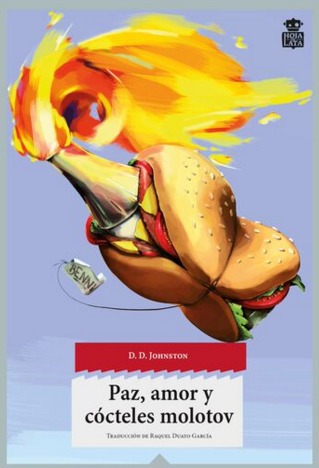 HOJA
DE LATA
BENNY
D. D. Johnston
Paz, amor y
cócteles molotov
Traducción de Raquel Duato García